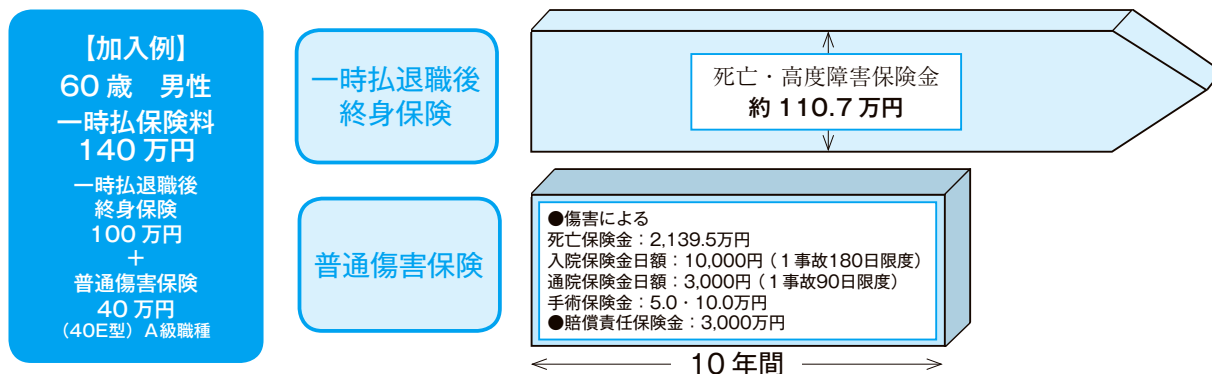 【加入例】
60歳　男性
一時払保険料
140万円
一時払退職後
終身保険
100万円
＋
普通傷害保険
40万円
（40E型）A級職種
一時払退職後
終身保険
死亡・高度障害保険金
約110.7万円
普通傷害保険
●傷害による
死亡保険金：2,139.5万円
入院保険金日額：10,000円（1事故180日限度）
通院保険金日額：3,000円（1事故90日限度）
手術保険金：5.0・10.0万円
●賠償責任保険金：3,000万円
10年間